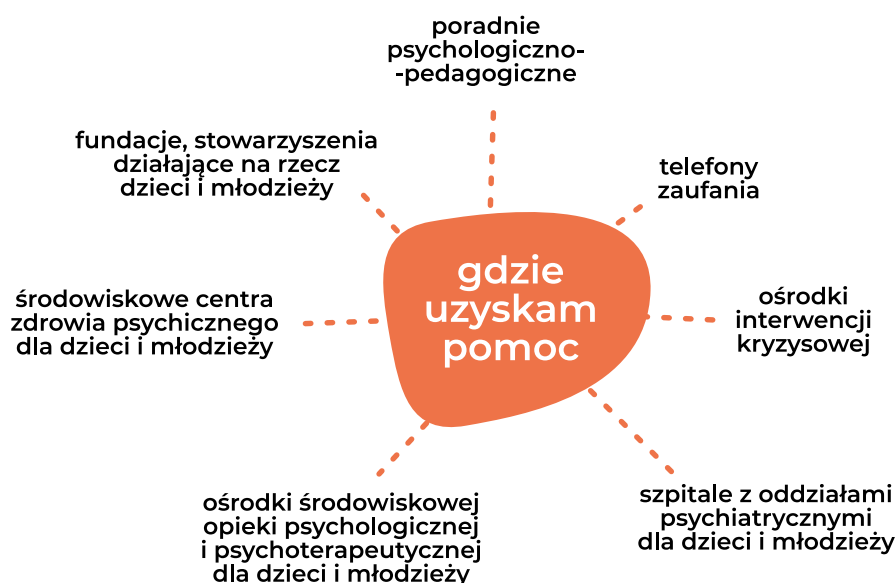 poradnie
psychologiczno-
-pedagogiczne
fundacje, stowarzyszenia
działające na rzecz
dzieci i młodzieży
telefony
zaufania
gdzie
uzyskam
pomoc
środowiskowe centra
zdrowia psychicznego
dla dzieci i młodzieży
ośrodki
interwencji
kryzysowej
ośrodki środowiskowej
opieki psychologicznej
i psychoterapeutycznej
dla dzieci i młodzieży
szpitale z oddziałami
psychiatrycznymi
dla dzieci i młodzieży